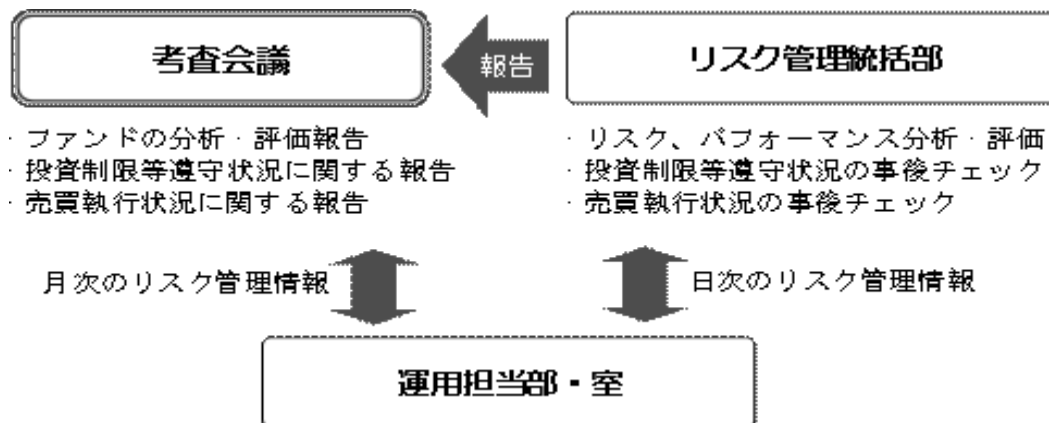 考査会議
報告
リスク管理統括部
・ファンドの分析・評価報告
・投資制限等遵守状況に関する報告
・売買執行状況に関する報告
・リスク、パフォーマンス分析・評価
・投資制限等遵守状況の事後チェック
・売買執行状況の事後チェック
月次のリスク管理情報
日次のリスク管理情報
運用担当部・室